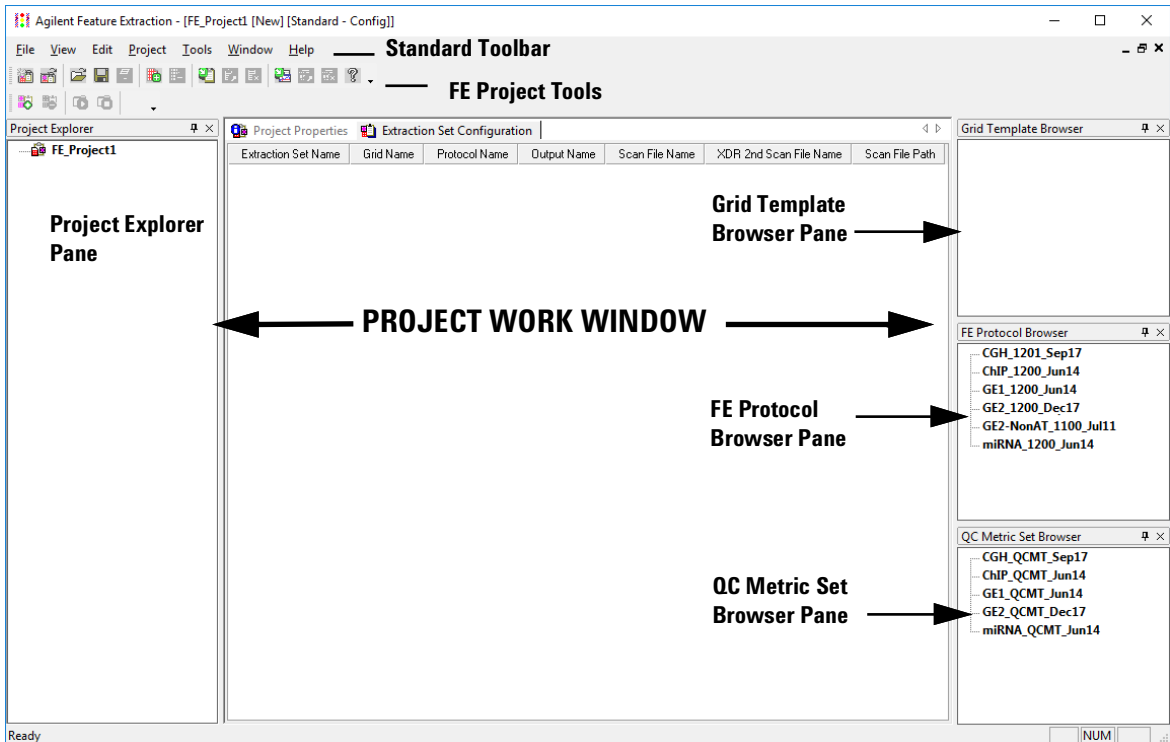 Agilent Feature Extraction - [FE_Project1 [New] [Standard - Config]]
File View Edit Project Tools Window Help
Standard Toolbar
FE Project Tools
Project Explorer
FE_Project1
Project Explorer
Pane
Project Properties Extraction Set Configuration
Extraction Set Name Grid Name Protocol Name Output Name Scan File Name XDR 2nd Scan File Name Scan File Path
PROJECT WORK WINDOW
Grid Template
Browser Pane
FE Protocol
Browser Pane
QC Metric Set
Browser Pane
Grid Template Browser
FE Protocol Browser
CGH_1201_Sep17
ChIP_1200_Jun14
GE1_1200_Jun14
GE2_1200_Dec17
GE2-NonAT_1100_Jul11
miRNA_1200_Jun14
QC Metric Set Browser
CGH_QCMT_Sep17
ChIP_QCMT_Jun14
GE1_QCMT_Jun14
GE2_QCMT_Dec17
miRNA_QCMT_Jun14
Ready
NUM